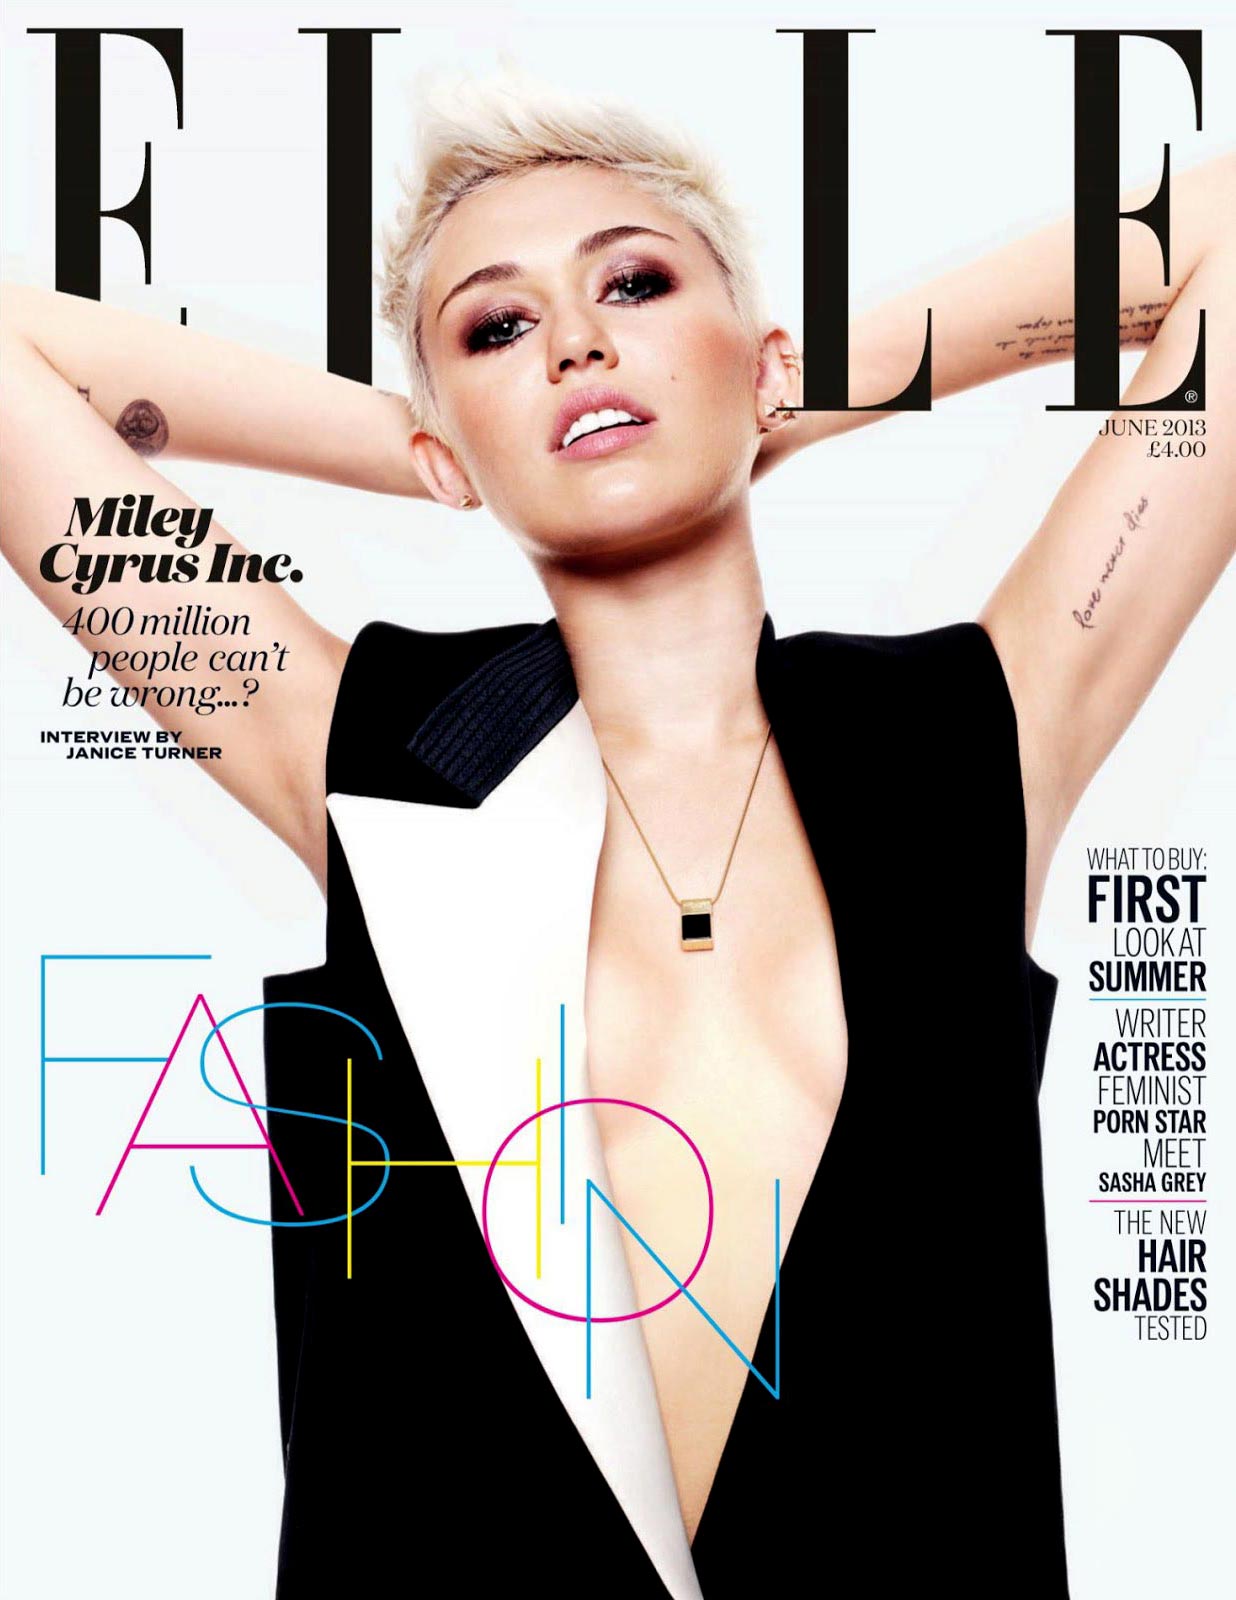 ELLE
®
JUNE 2013
£4.00
Miley
Cyrus Inc.
400 million
people can't
be wrong...?
INTERVIEW BY
JANICE TURNER
love never dies
FASHION
WHAT TO BUY:
FIRST
LOOK AT
SUMMER
WRITER
ACTRESS
FEMINIST
PORN STAR
MEET
SASHA GREY
THE NEW
HAIR
SHADES
TESTED